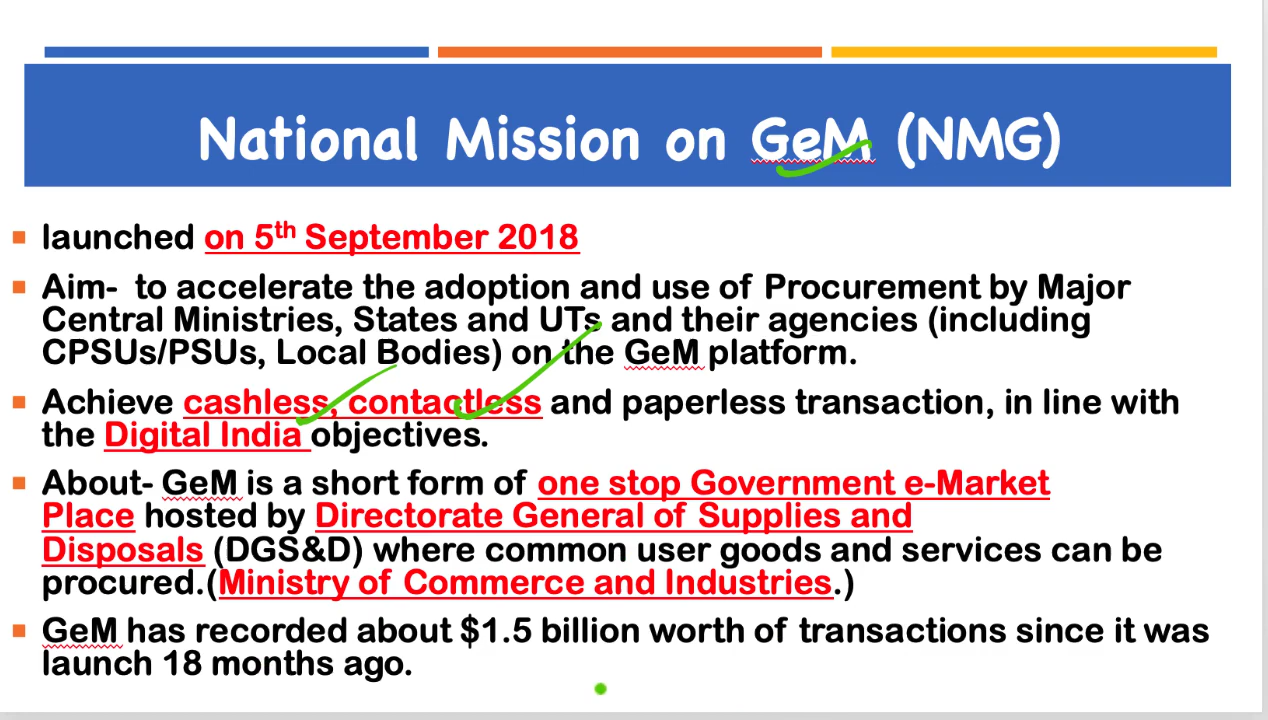 National Mission on GeM (NMG)
launched on 5th September 2018
Aim- to accelerate the adoption and use of Procurement by Major
Central Ministries, States and UTs and their agencies (including
CPSUs/PSUs, Local Bodies) on the GeM platform.
Achieve cashless, contactless and paperless transaction, in line with
the Digital India objectives.
About- GeM is a short form of one stop Government e-Market
Place hosted by Directorate General of Supplies and
Disposals (DGS&D) where common user goods and services can be
procured.(Ministry of Commerce and Industries.)
GeM has recorded about $1.5 billion worth of transactions since it was
launch 18 months ago.